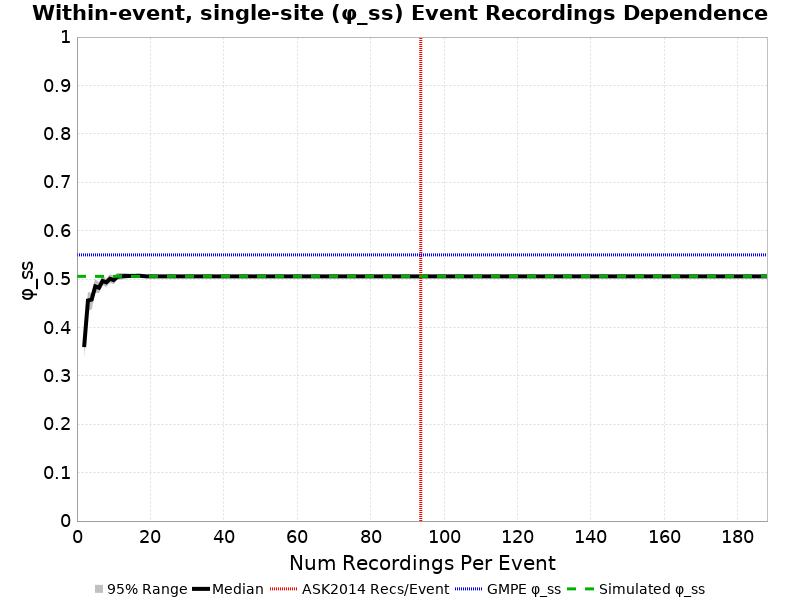 Within-event, single-site (φ_ss) Event Recordings Dependence
1
0.9
0.8
0.7
0.6
0.5
0.4
0.3
0.2
0.1
0
φ_ss
0 20 40 60 80 100 120 140 160 180
Num Recordings Per Event
95% Range Median ASK2014 Recs/Event GMPE φ_ss Simulated φ_ss